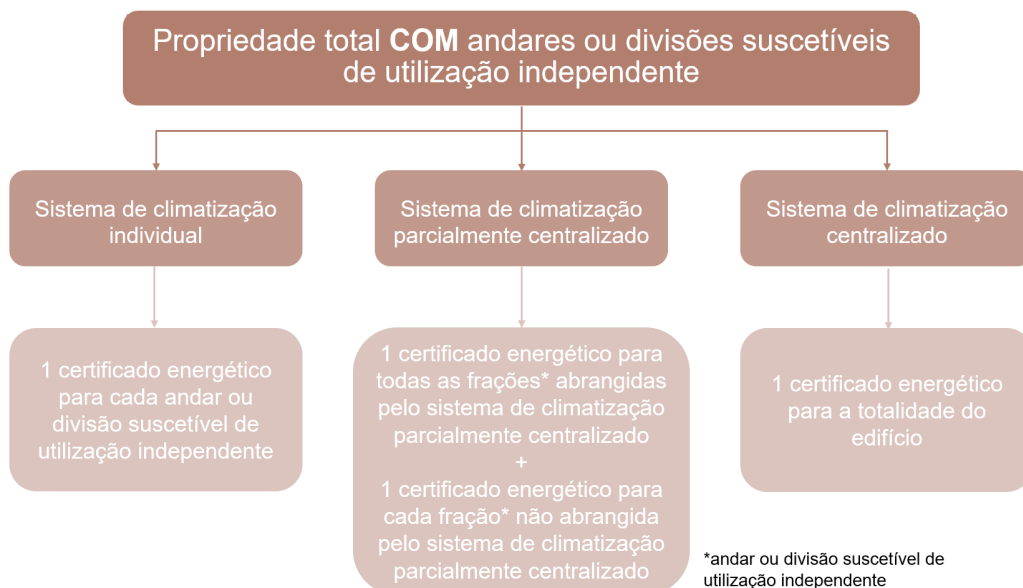 Propriedade total COM andares ou divisões suscetíveis
de utilização independente
Sistema de climatização
individual
Sistema de climatização
parcialmente centralizado
Sistema de climatização
centralizado
1 certificado energético
para cada andar ou
divisão suscetível de
utilização independente
1 certificado energético para
todas as frações* abrangidas
pelo sistema de climatização
parcialmente centralizado
+
1 certificado energético para
cada fração* não abrangida
pelo sistema de climatização
parcialmente centralizado
1 certificado energético
para a totalidade do
edifício
*andar ou divisão suscetível de
utilização independente